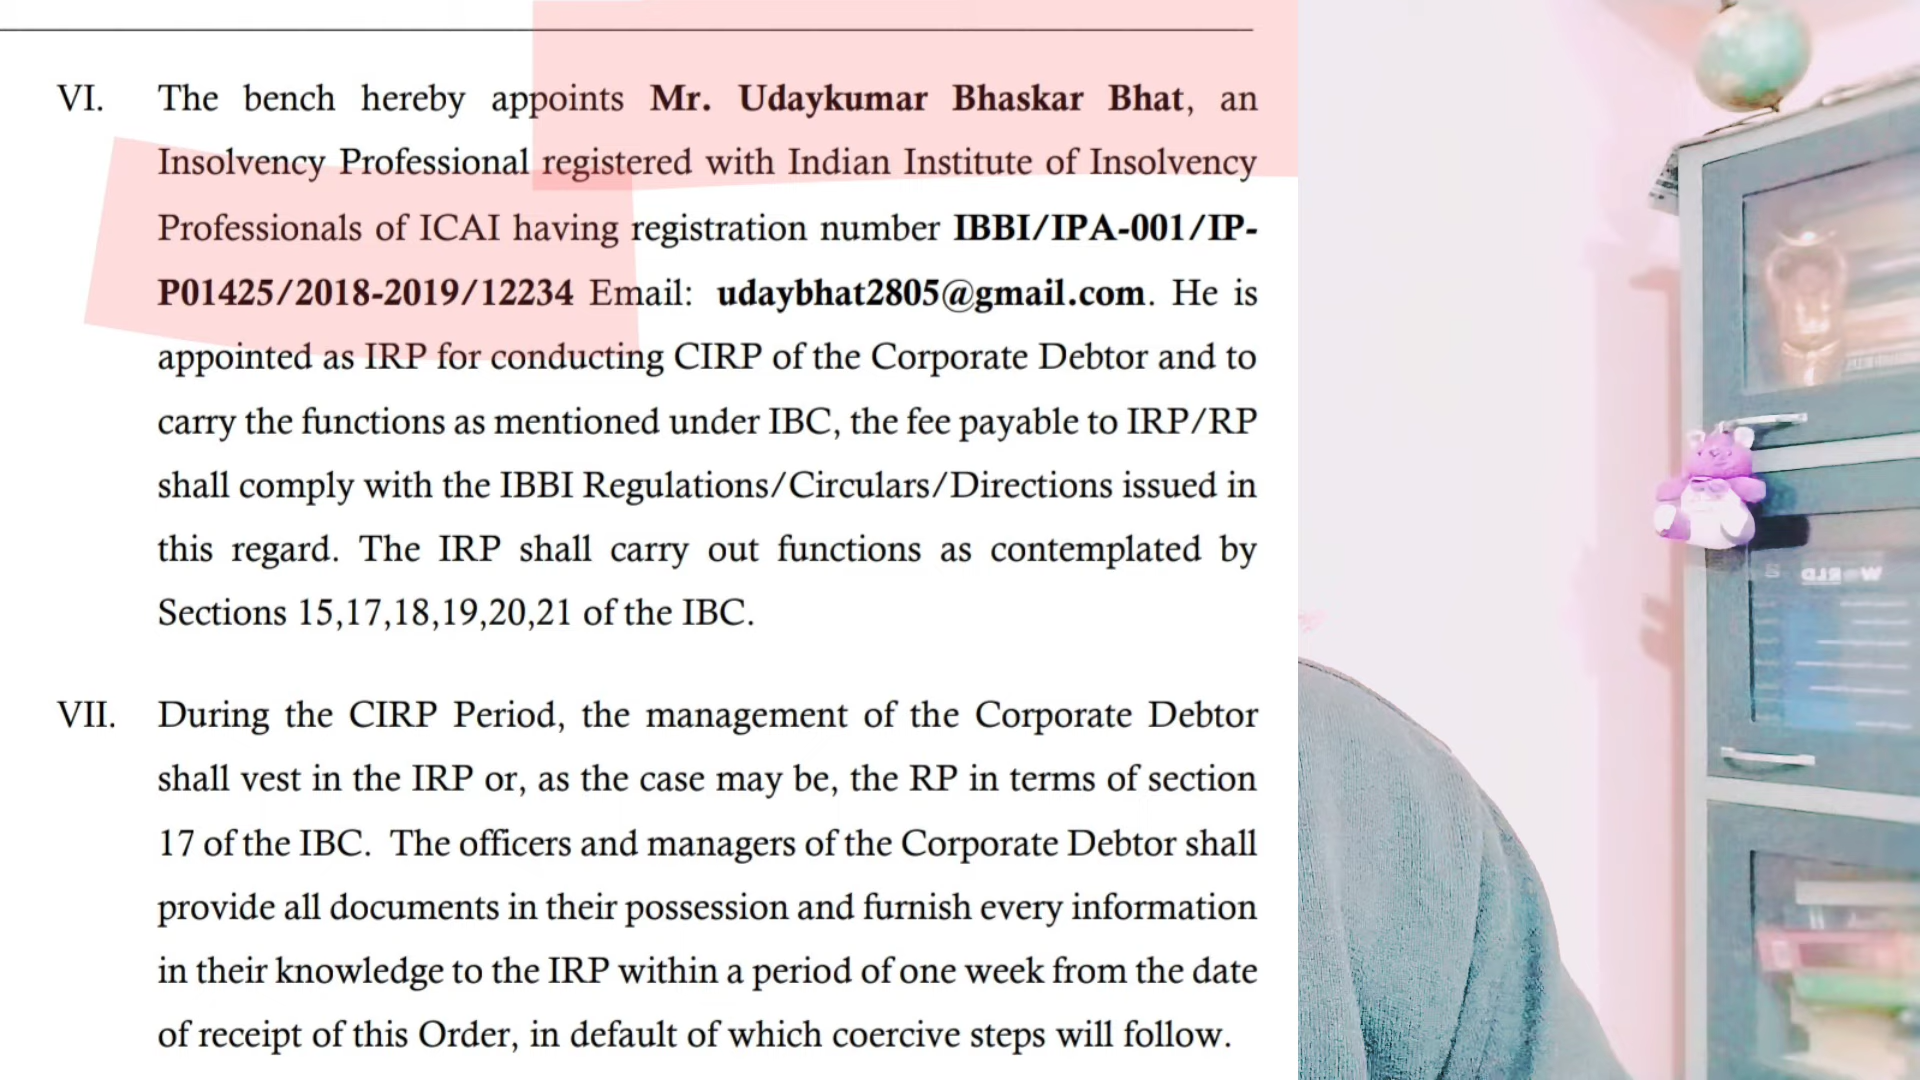 VI. The bench hereby appoints Mr. Udaykumar Bhaskar Bhat, an
Insolvency Professional registered with Indian Institute of Insolvency
Professionals of ICAI having registration number IBBI/IPA-001/IP-
P01425/2018-2019/12234 Email: udaybhat2805@gmail.com. He is
appointed as IRP for conducting CIRP of the Corporate Debtor and to
carry the functions as mentioned under IBC, the fee payable to IRP/RP
shall comply with the IBBI Regulations/Circulars/Directions issued in
this regard. The IRP shall carry out functions as contemplated by
Sections 15,17,18,19,20,21 of the IBC.
VII. During the CIRP Period, the management of the Corporate Debtor
shall vest in the IRP or, as the case may be, the RP in terms of section
17 of the IBC. The officers and managers of the Corporate Debtor shall
provide all documents in their possession and furnish every information
in their knowledge to the IRP within a period of one week from the date
of receipt of this Order, in default of which coercive steps will follow.